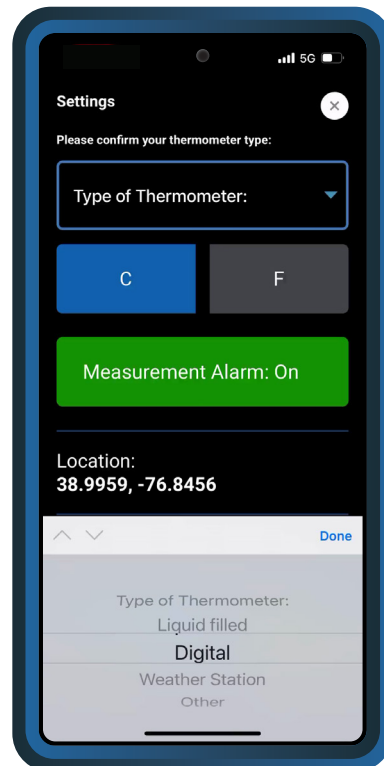 5G
Settings
Please confirm your thermometer type:
Type of Thermometer:
C
F
Measurement Alarm: On
Location:
38.9959, -76.8456
Done
Type of Thermometer:
Liquid filled
Digital
Weather Station
Other